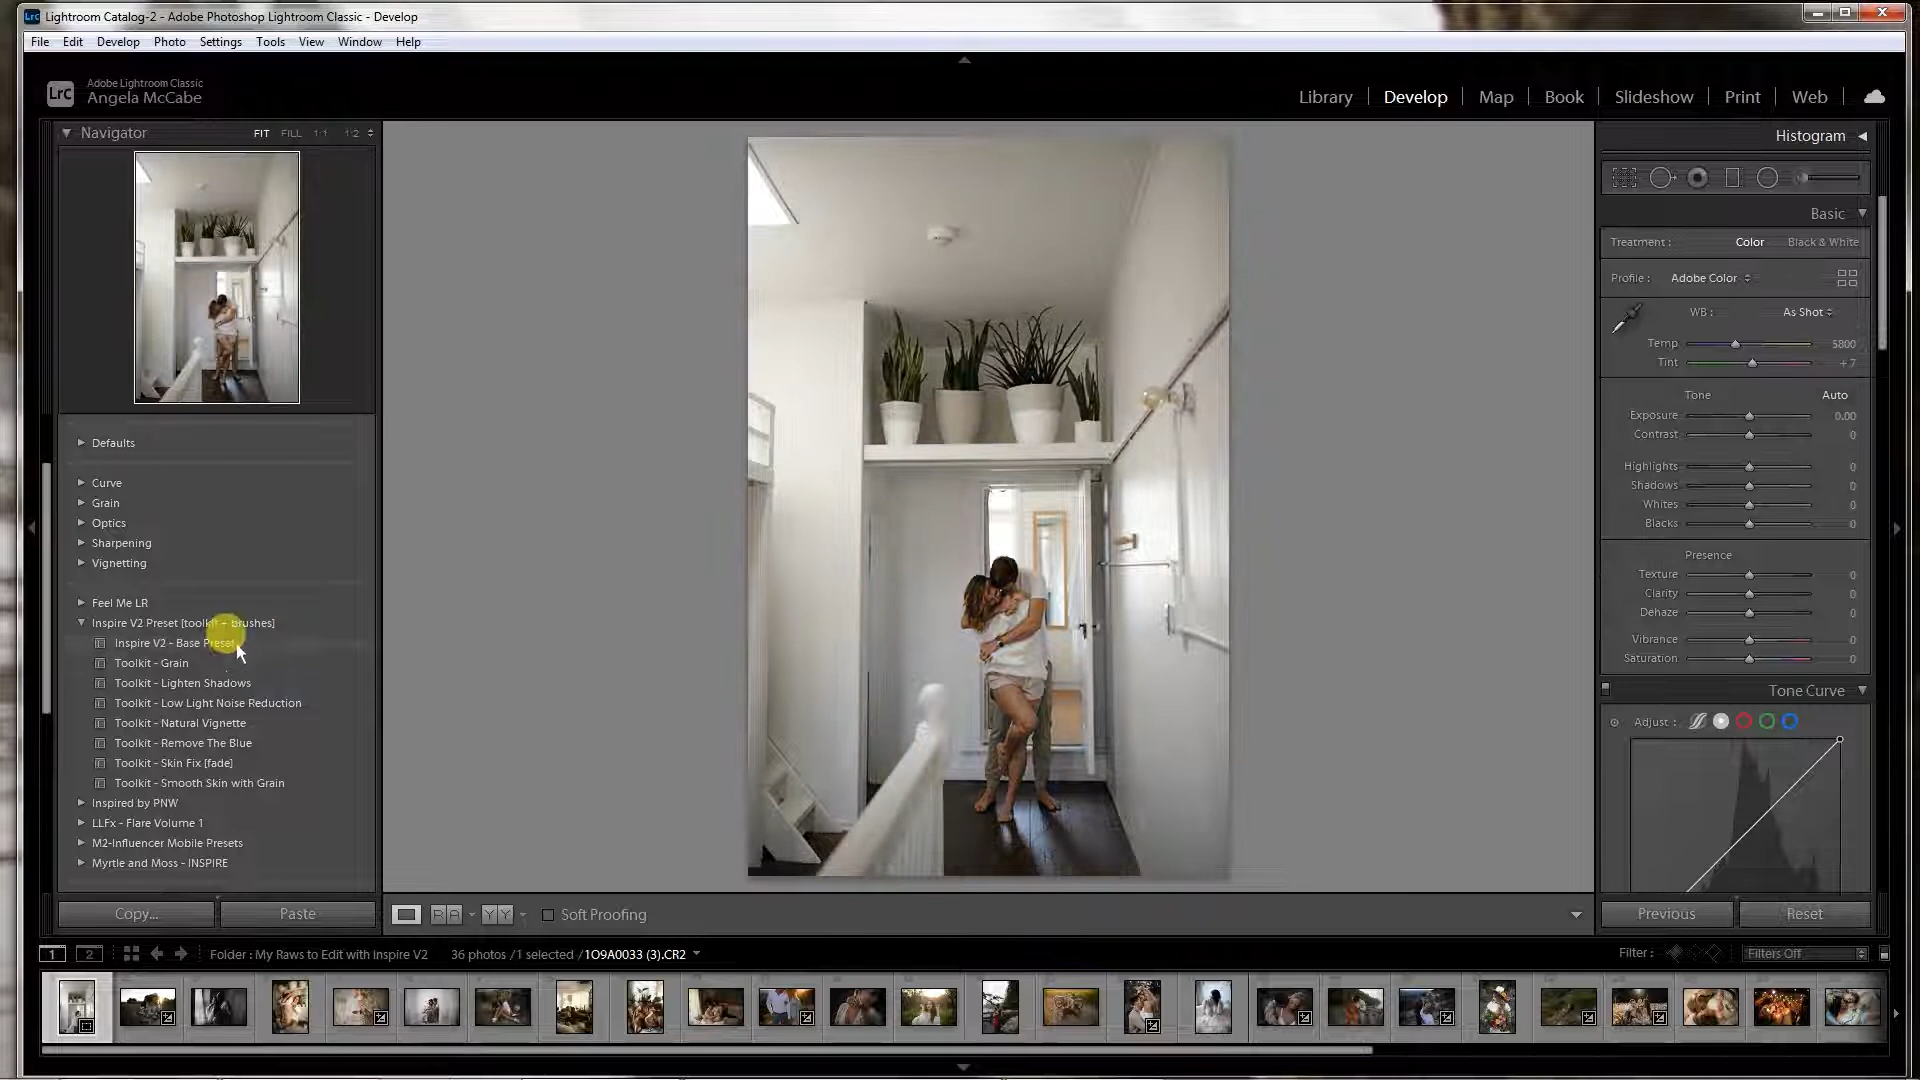 Lightroom Catalog-2 - Adobe Photoshop Lightroom Classic - Develop
File Edit Develop Photo Settings Tools View Window Help
LrC Adobe Lightroom Classic
Angela McCabe
Library Develop Map Book Slideshow Print Web
Navigator FIT FILL 1:1 1:2
Histogram
Basic
Treatment : Color Black & White
Profile : Adobe Color
WB : As Shot
Temp 5800
Tint +7
Tone Auto
Exposure 0.00
Contrast 0
Highlights 0
Shadows 0
Whites 0
Blacks 0
Presence
Texture 0
Clarity 0
Dehaze 0
Vibrance 0
Saturation 0
Tone Curve
Adjust :
Defaults
Curve
Grain
Optics
Sharpening
Vignetting
Feel Me LR
Inspire V2 Preset [toolkit + brushes]
Inspire V2 - Base Preset
Toolkit - Grain
Toolkit - Lighten Shadows
Toolkit - Low Light Noise Reduction
Toolkit - Natural Vignette
Toolkit - Remove The Blue
Toolkit - Skin Fix [fade]
Toolkit - Smooth Skin with Grain
Inspired by PNW
LLFx - Flare Volume 1
M2-Influencer Mobile Presets
Myrtle and Moss - INSPIRE
Copy... Paste
R A Y Y Soft Proofing
Previous Reset
1 2 Folder : My Raws to Edit with Inspire V2 36 photos /1 selected /1O9A0033 (3).CR2
Filter : Filters Off